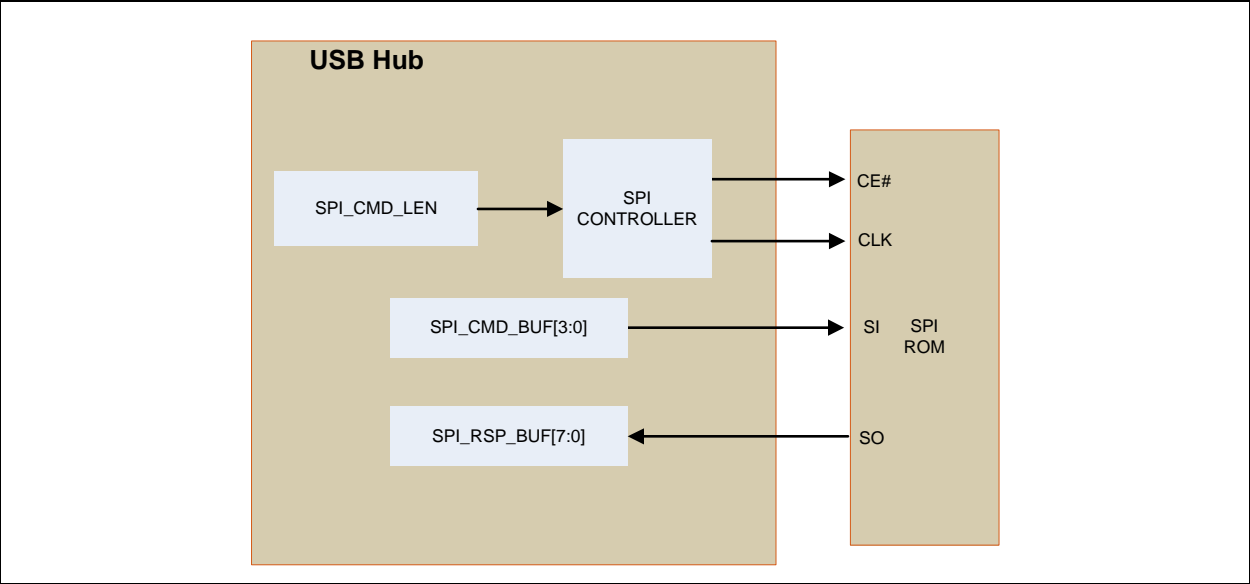 USB Hub
SPI_CMD_LEN
SPI
CONTROLLER
CE#
CLK
SPI_CMD_BUF[3:0]
SI
SPI
ROM
SPI_RSP_BUF[7:0]
SO